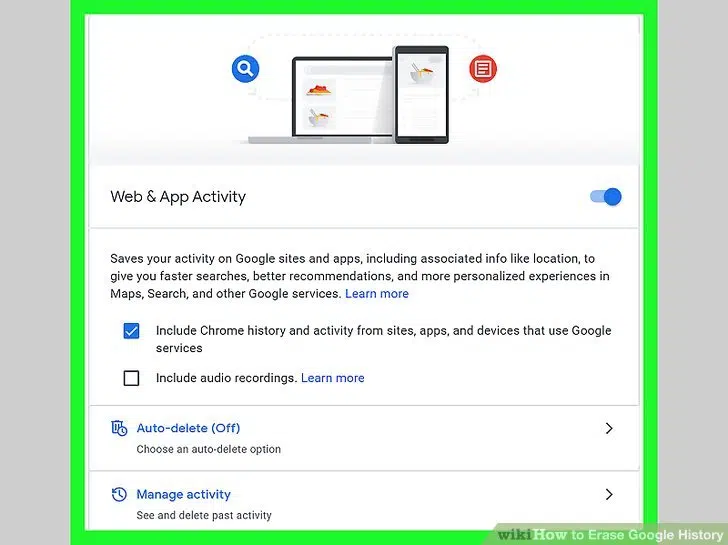 Web & App Activity
Saves your activity on Google sites and apps, including associated info like location, to
give you faster searches, better recommendations, and more personalized experiences in
Maps, Search, and other Google services. Learn more
Include Chrome history and activity from sites, apps, and devices that use Google
services
Include audio recordings. Learn more
Auto-delete (Off)
Choose an auto-delete option
Manage activity
See and delete past activity
wikiHow to Erase Google History